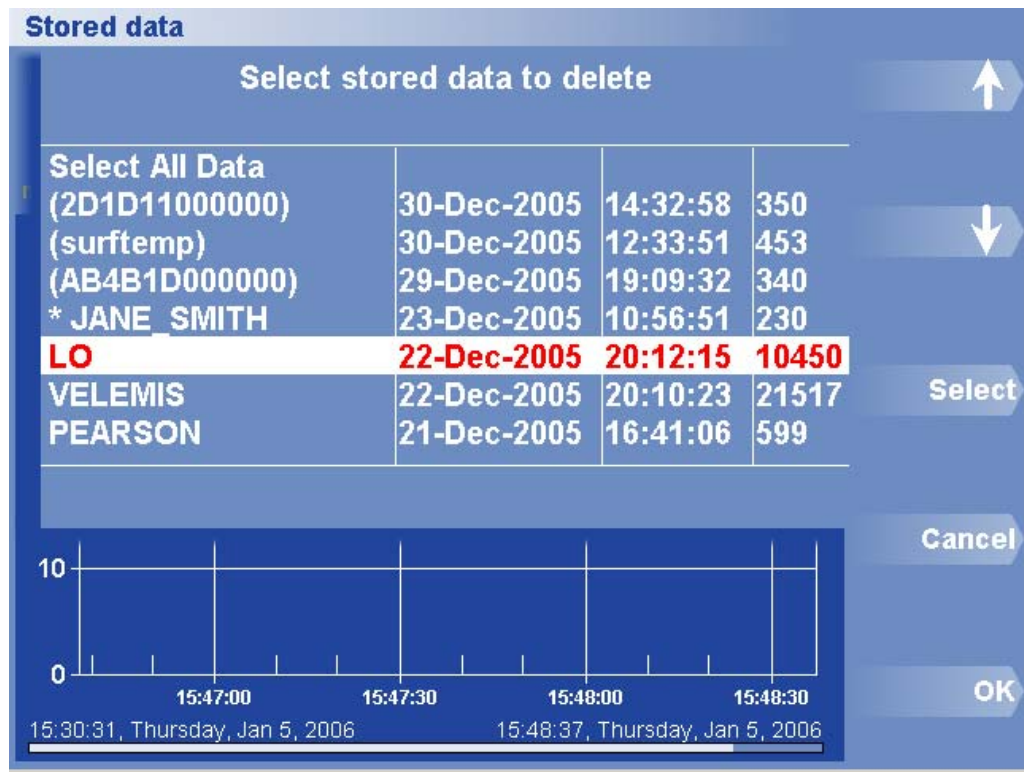 Stored data
Select stored data to delete
Select All Data
(2D1D11000000) 30-Dec-2005 14:32:58 350
(surftemp) 30-Dec-2005 12:33:51 453
(AB4B1D000000) 29-Dec-2005 19:09:32 340
* JANE_SMITH 23-Dec-2005 10:56:51 230
LO 22-Dec-2005 20:12:15 10450
VELEMIS 22-Dec-2005 20:10:23 21517
PEARSON 21-Dec-2005 16:41:06 599
Select
Cancel
OK
10
0
15:47:00 15:47:30 15:48:00 15:48:30
15:30:31, Thursday, Jan 5, 2006 15:48:37, Thursday, Jan 5, 2006